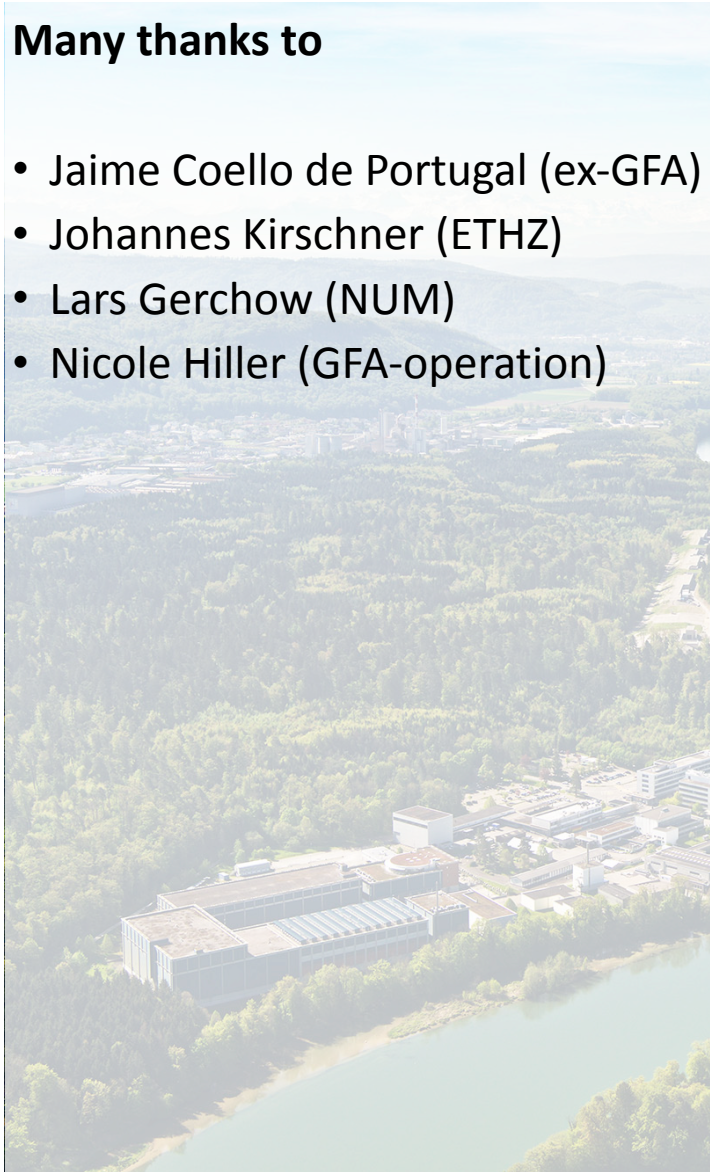 Many thanks to
• Jaime Coello de Portugal (ex-GFA)
• Johannes Kirschner (ETHZ)
• Lars Gerchow (NUM)
• Nicole Hiller (GFA-operation)